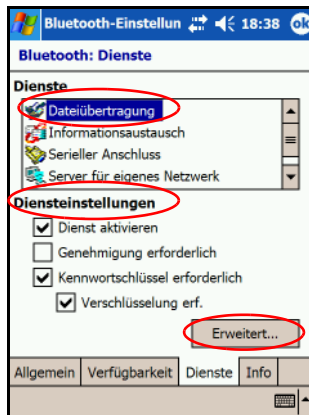 Bluetooth-Einstellun 18:38 ok
Bluetooth: Dienste
Dienste
Dateiübertragung
Informationsaustausch
Serieller Anschluss
Server für eigenes Netzwerk
Diensteinstellungen
Dienst aktivieren
Genehmigung erforderlich
Kennwortschlüssel erforderlich
Verschlüsselung erf.
Erweitert...
Allgemein Verfügbarkeit Dienste Info